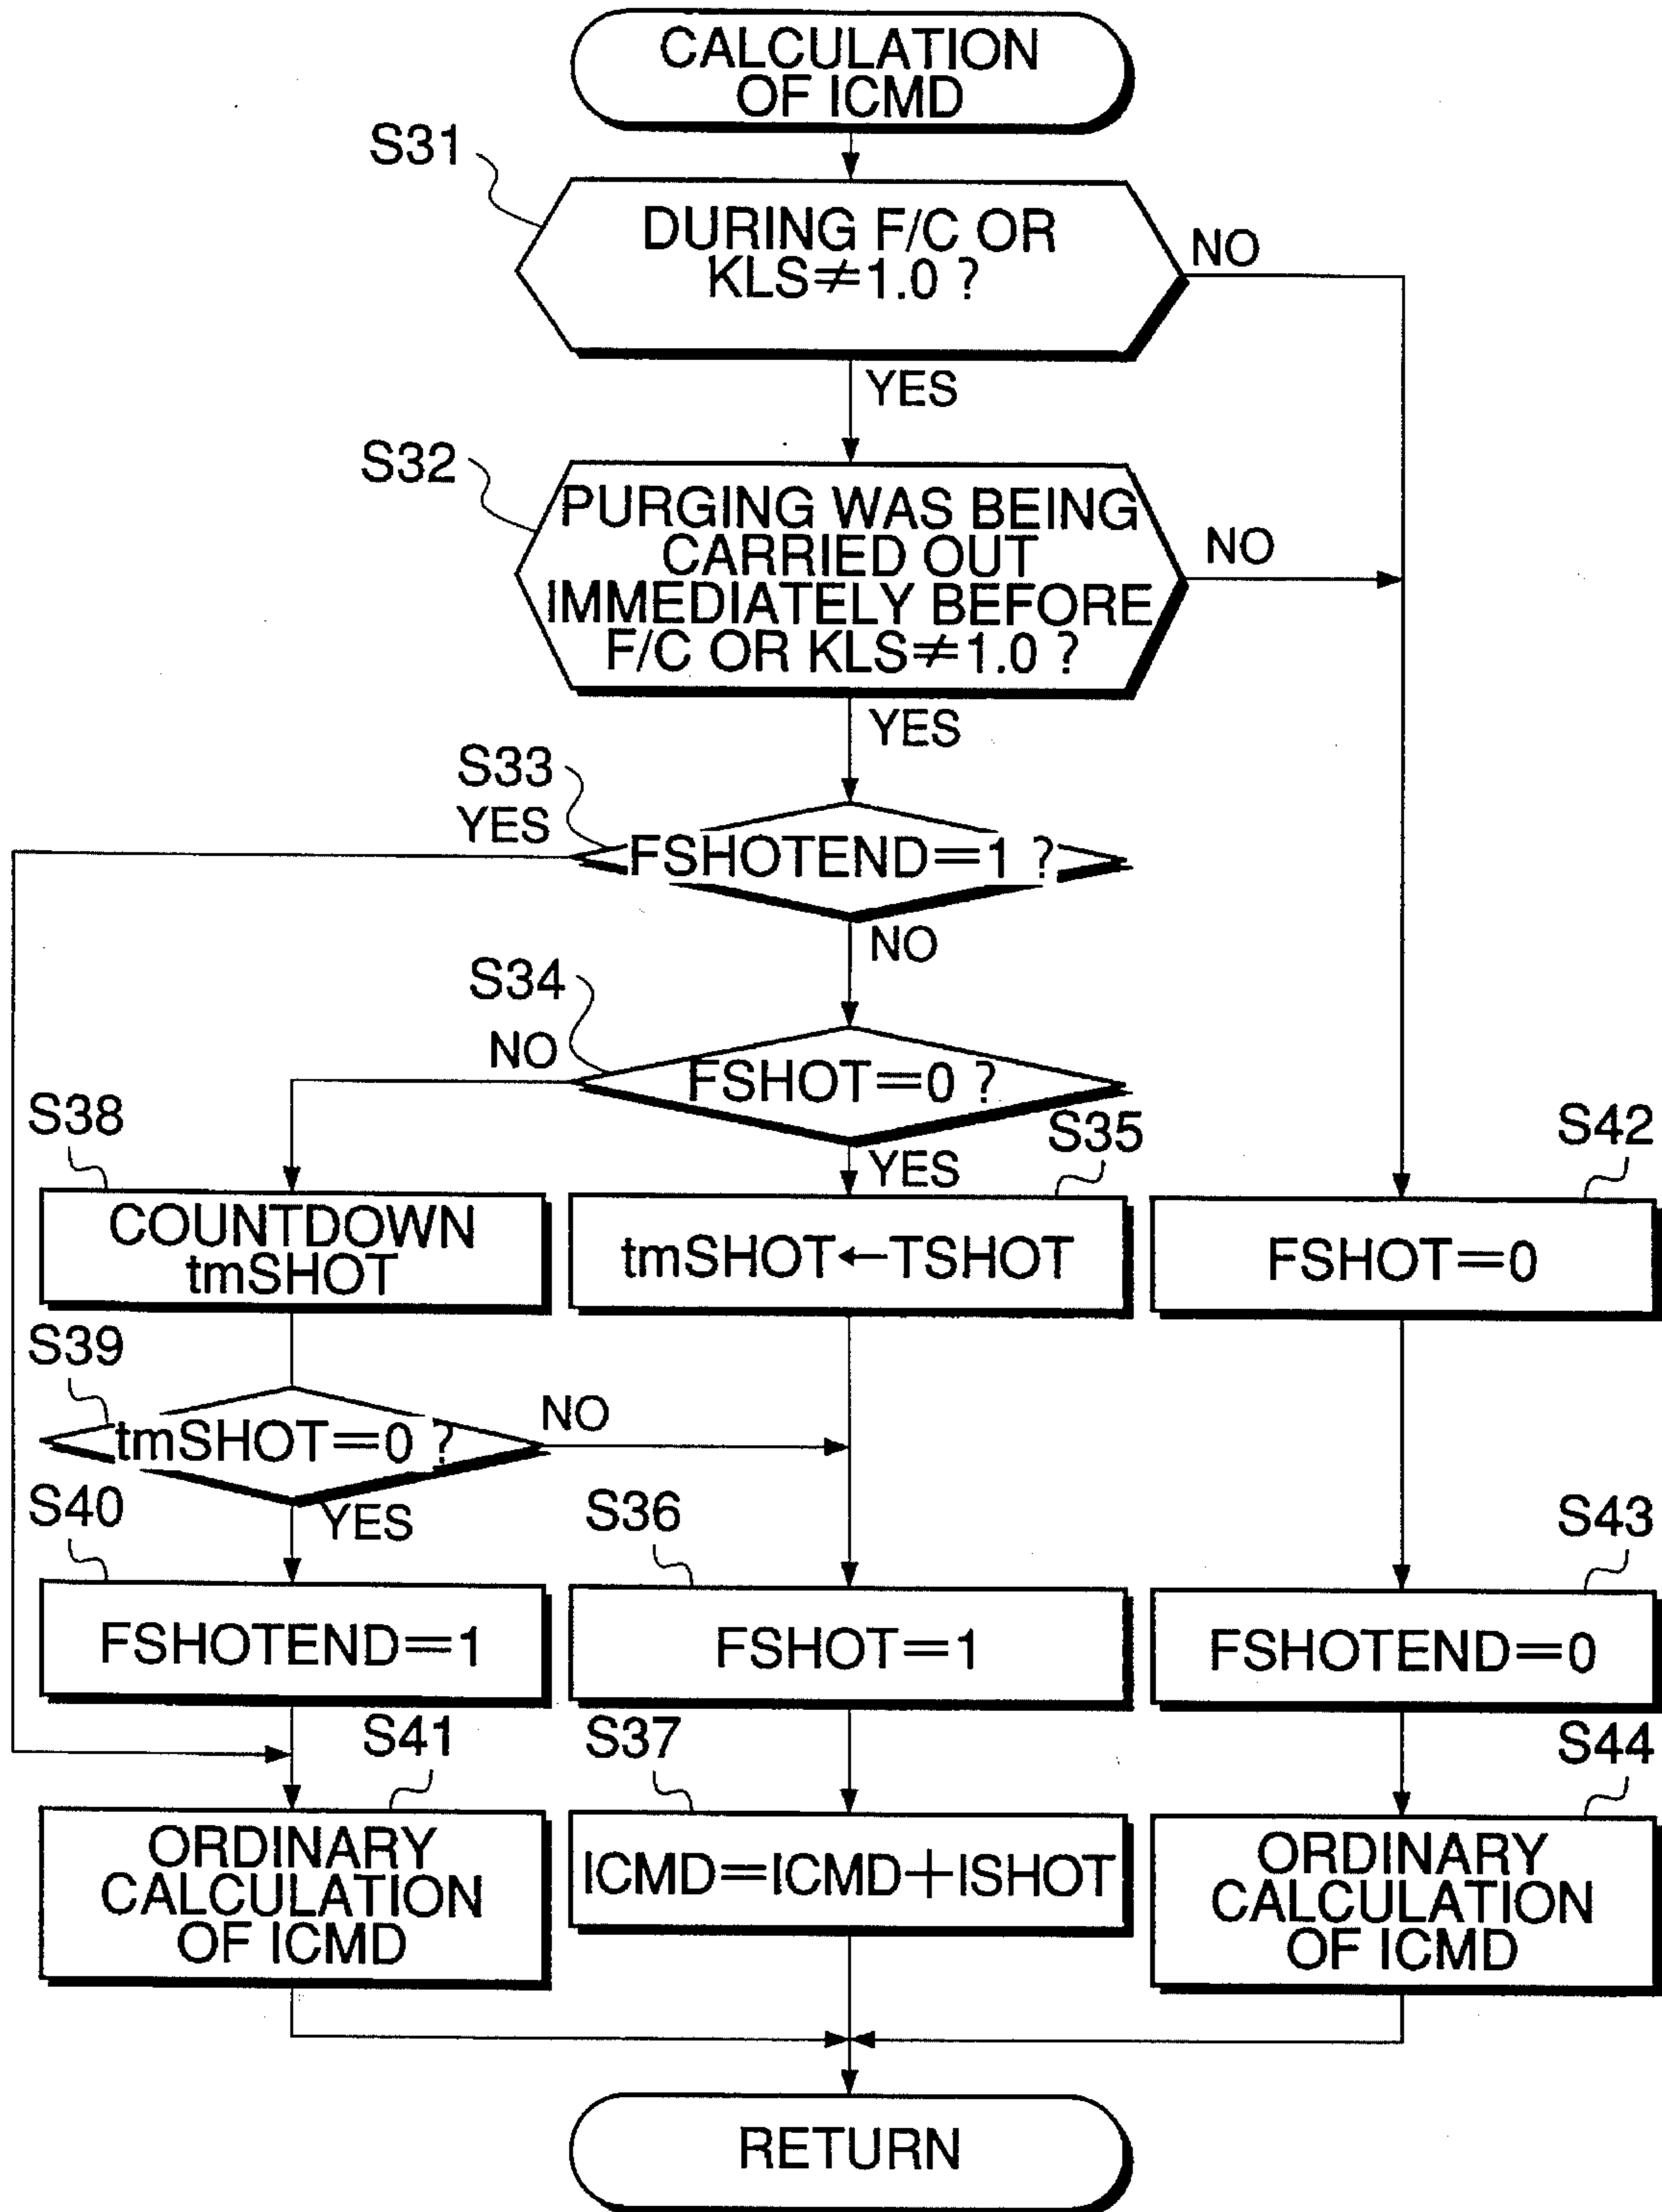 CALCULATION
OF ICMD
S31
DURING F/C OR
KLS≠1.0 ?
NO
YES
S32
PURGING WAS BEING
CARRIED OUT
IMMEDIATELY BEFORE
F/C OR KLS≠1.0 ?
NO
YES
S33
YES
FSHOTEND=1 ?
NO
S34
NO
FSHOT=0 ?
YES
S38
COUNTDOWN
tmSHOT
S35
tmSHOT←TSHOT
S42
FSHOT=0
S39
tmSHOT=0 ?
NO
YES
S40
FSHOTEND=1
S36
FSHOT=1
S43
FSHOTEND=0
S41
ORDINARY
CALCULATION
OF ICMD
S37
ICMD=ICMD+ISHOT
S44
ORDINARY
CALCULATION
OF ICMD
RETURN